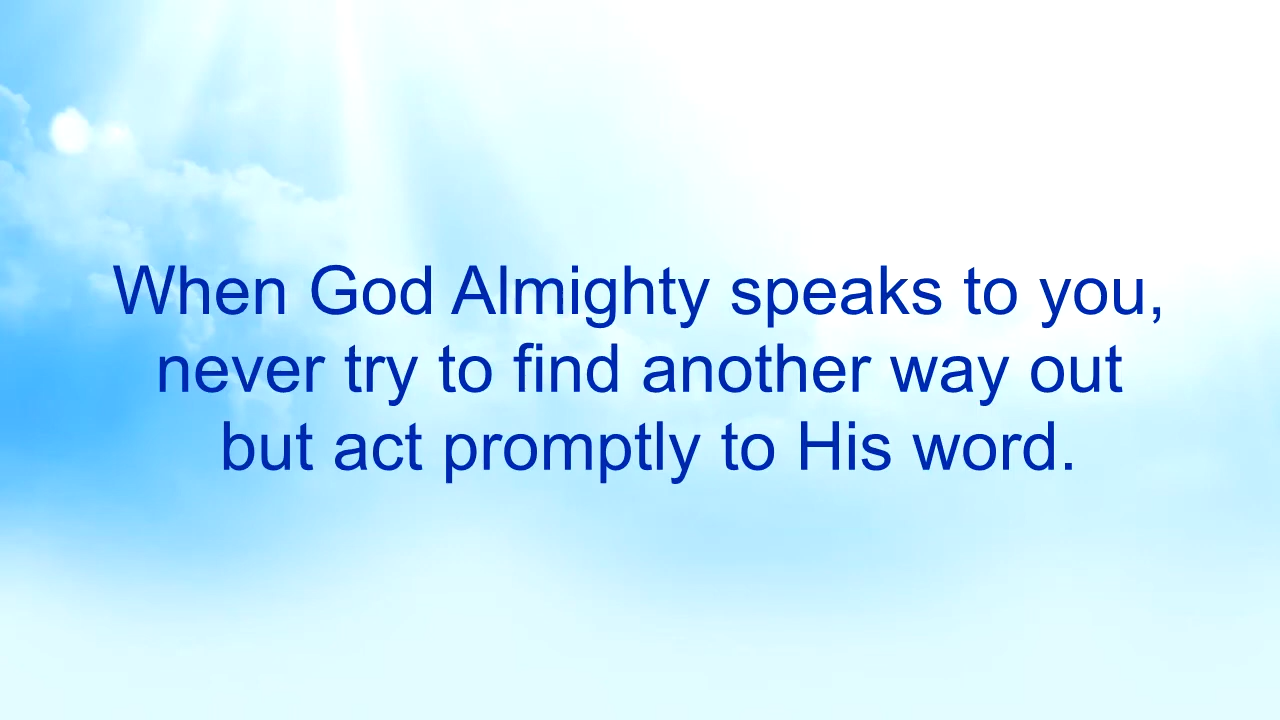 When God Almighty speaks to you,
never try to find another way out
but act promptly to His word.